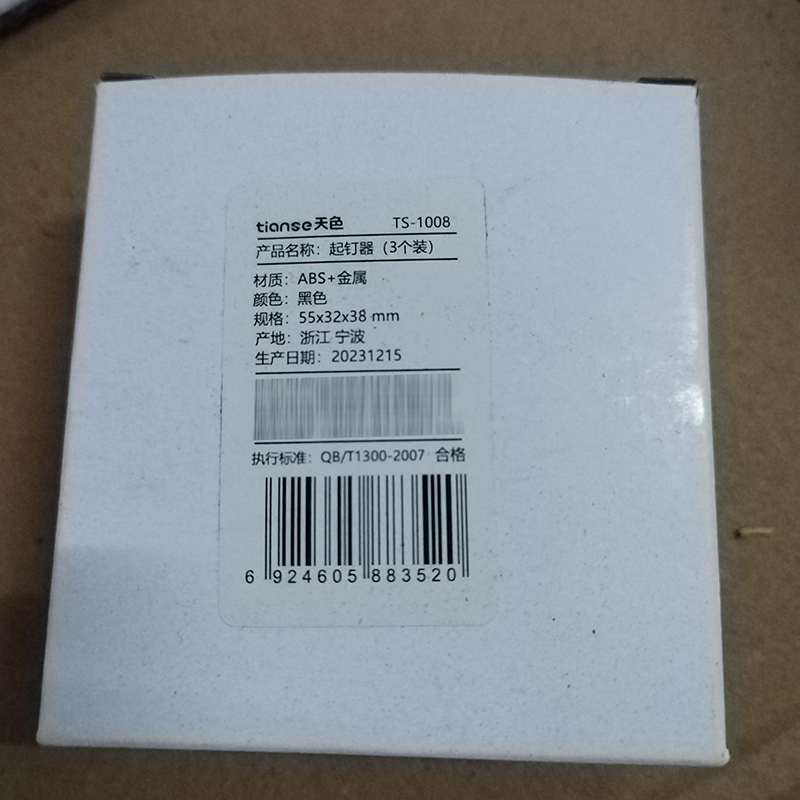 tianse天色 TS-1008
产品名称：起钉器（3个装）
材质：ABS+金属
颜色：黑色
规格：55x32x38 mm
产地：浙江 宁波
生产日期：20231215
执行标准：QB/T1300-2007 合格
6 924605 883520